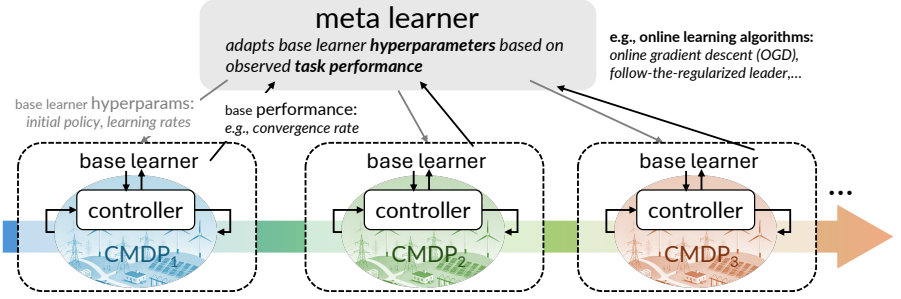 meta learner
adapts base learner hyperparameters based on
observed task performance
e.g., online learning algorithms:
online gradient descent (OGD),
follow-the-regularized leader,...
base learner hyperparams:
initial policy, learning rates
base performance:
e.g., convergence rate
base learner
controller
CMDP1
base learner
controller
CMDP2
base learner
controller
CMDP3
...